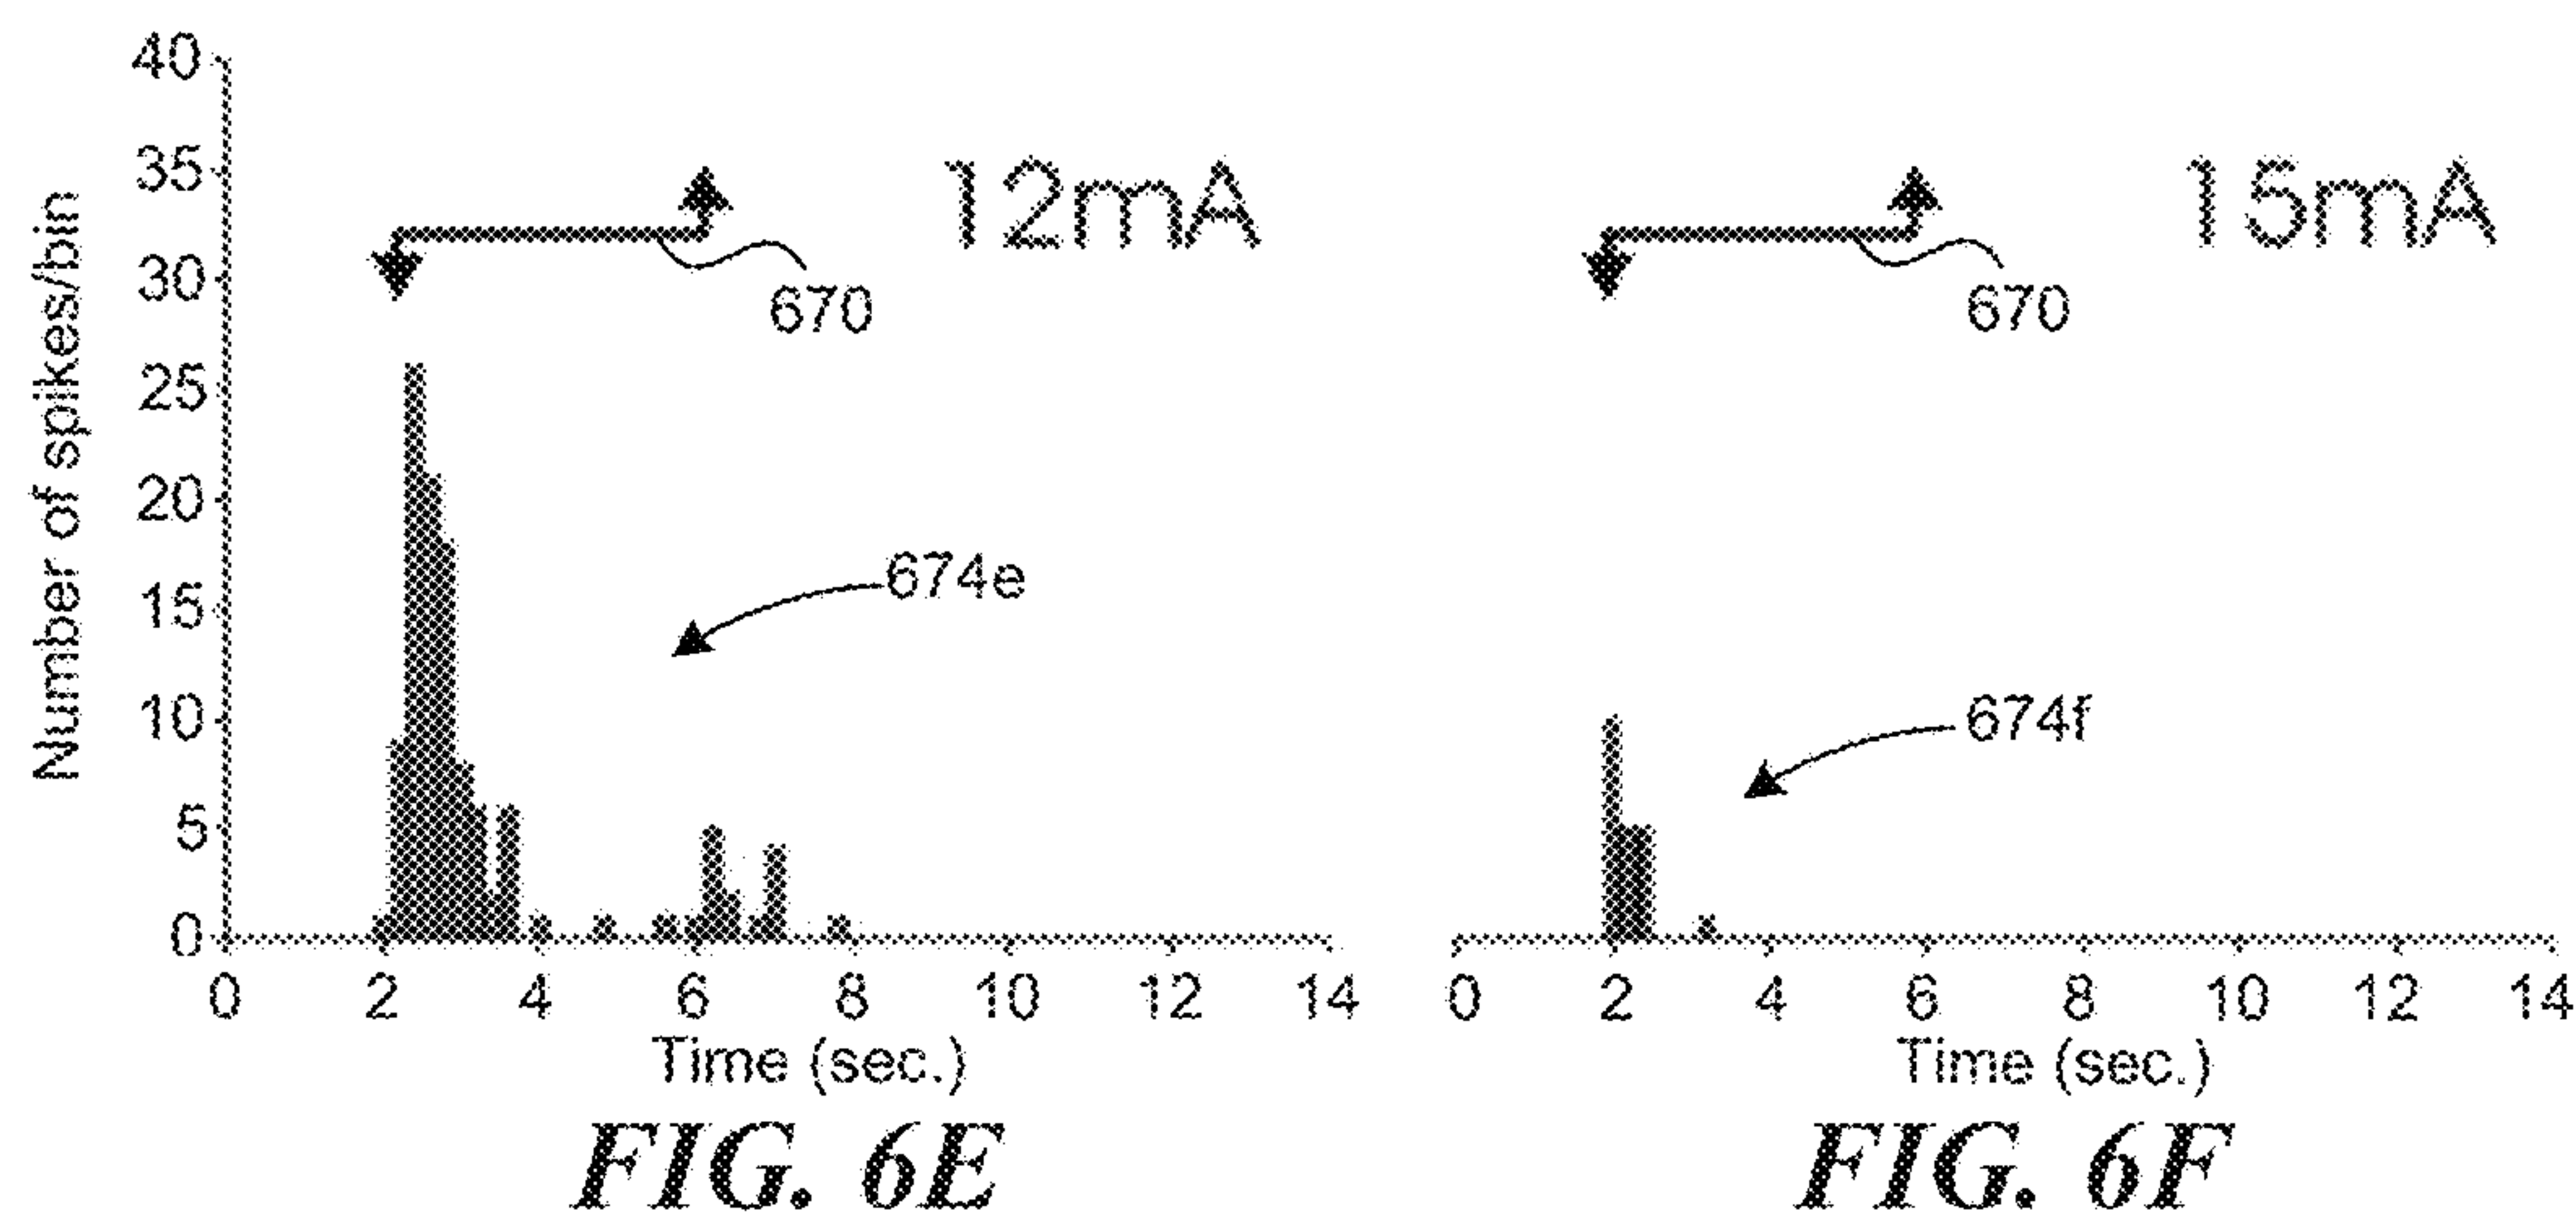 Number of spikes/bin
40
35
30
25
20
15
10
5
0
12mA
670
674e
0 2 4 6 8 10 12 14
Time (sec.)
FIG. 6E
15mA
670
674f
0 2 4 6 8 10 12 14
Time (sec.)
FIG. 6F